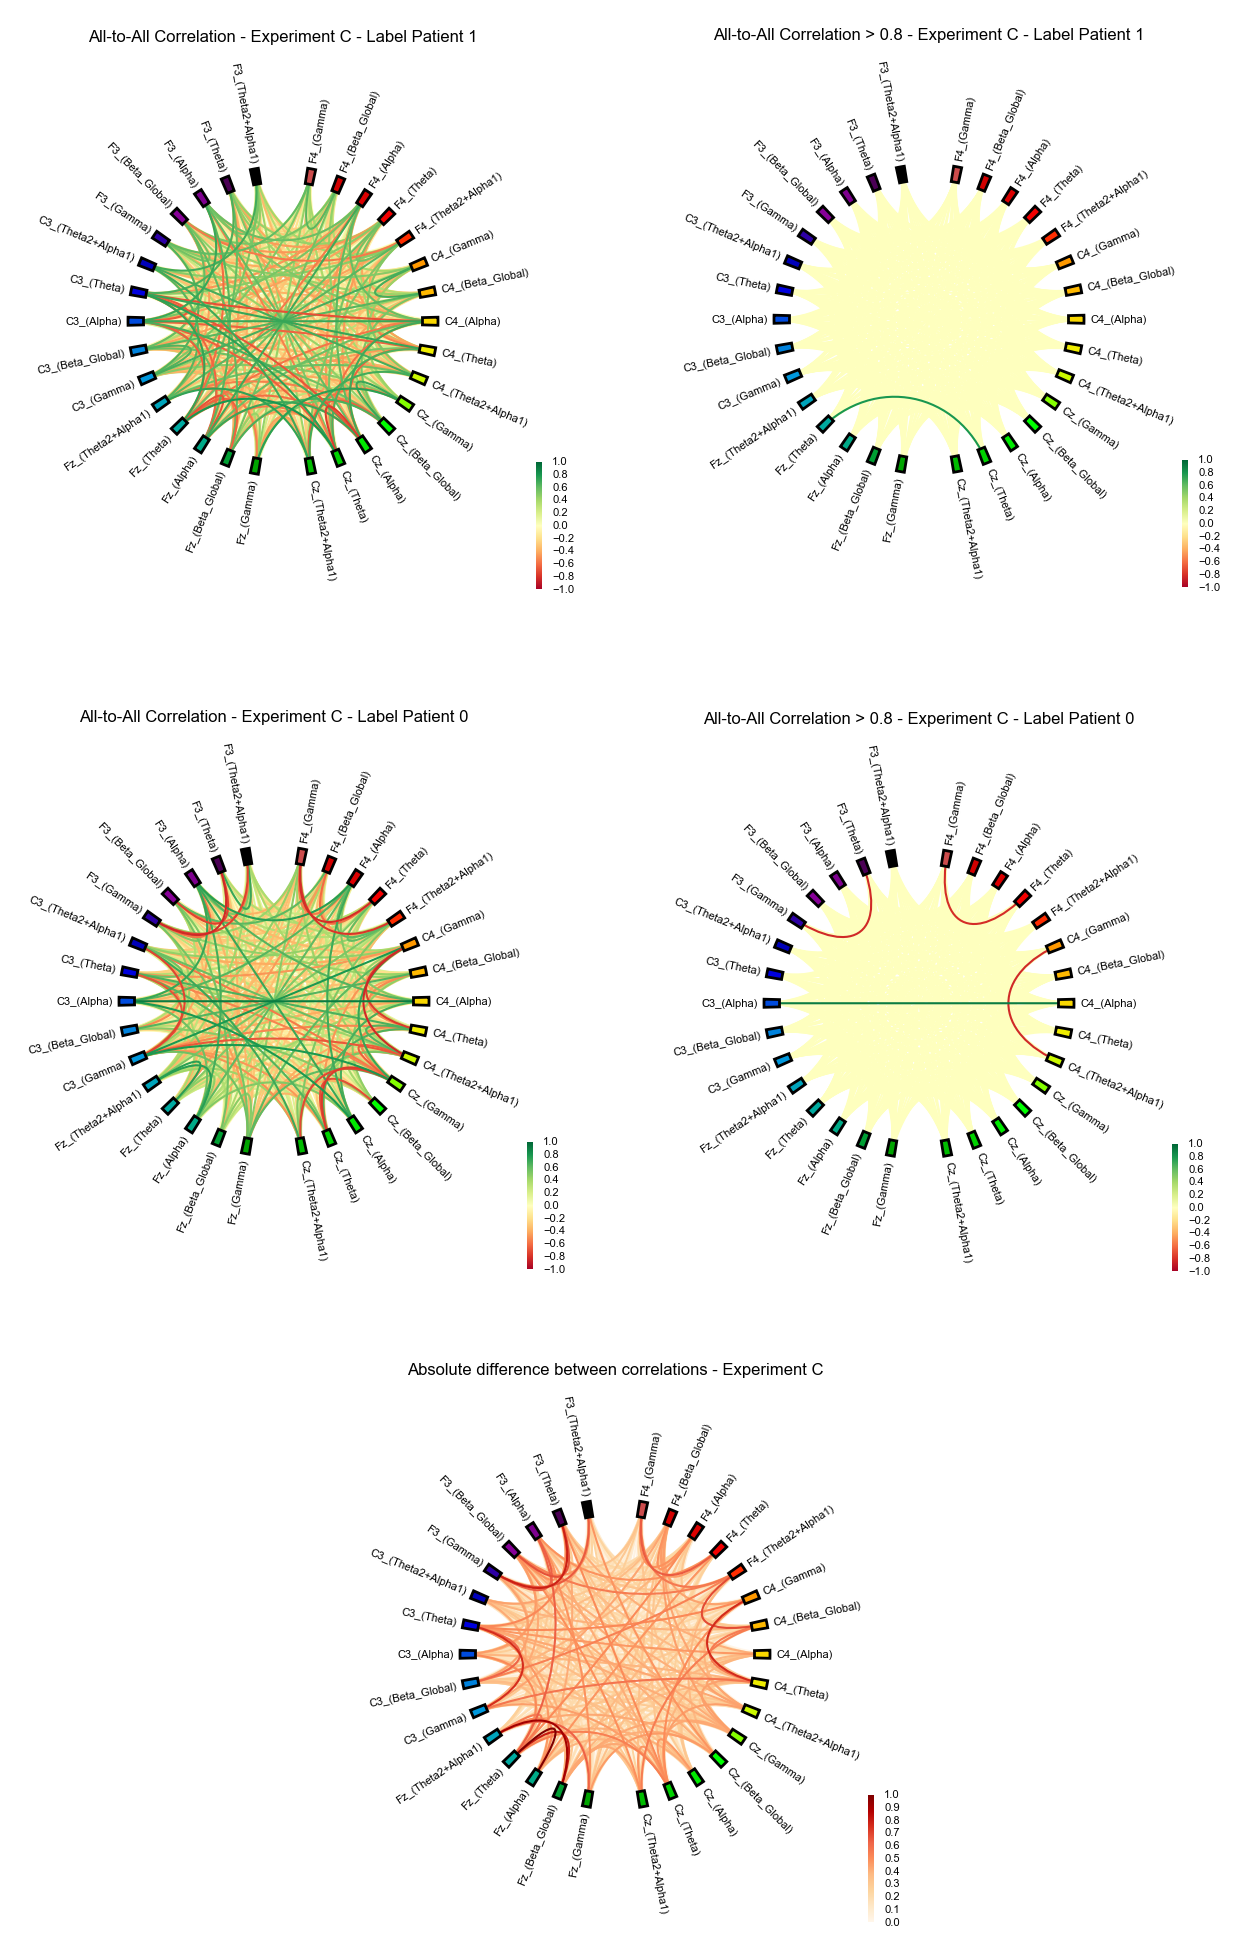 All-to-All Correlation - Experiment C - Label Patient 1
F3_(Theta2+Alpha1)
F3_(Theta)
F3_(Alpha)
F3_(Beta_Global)
F3_(Gamma)
C3_(Theta2+Alpha1)
C3_(Theta)
C3_(Alpha)
C3_(Beta_Global)
C3_(Gamma)
Fz_(Theta2+Alpha1)
Fz_(Theta)
Fz_(Alpha)
Fz_(Beta_Global)
Fz_(Gamma)
Cz_(Theta2+Alpha1)
Cz_(Theta)
Cz_(Alpha)
Cz_(Beta_Global)
Cz_(Gamma)
C4_(Theta2+Alpha1)
C4_(Theta)
C4_(Alpha)
C4_(Beta_Global)
C4_(Gamma)
F4_(Theta2+Alpha1)
F4_(Theta)
F4_(Alpha)
F4_(Beta_Global)
F4_(Gamma)
1.0
0.8
0.6
0.4
0.2
0.0
−0.2
−0.4
−0.6
−0.8
−1.0
All-to-All Correlation > 0.8 - Experiment C - Label Patient 1
F3_(Theta2+Alpha1)
F3_(Theta)
F3_(Alpha)
F3_(Beta_Global)
F3_(Gamma)
C3_(Theta2+Alpha1)
C3_(Theta)
C3_(Alpha)
C3_(Beta_Global)
C3_(Gamma)
Fz_(Theta2+Alpha1)
Fz_(Theta)
Fz_(Alpha)
Fz_(Beta_Global)
Fz_(Gamma)
Cz_(Theta2+Alpha1)
Cz_(Theta)
Cz_(Alpha)
Cz_(Beta_Global)
Cz_(Gamma)
C4_(Theta2+Alpha1)
C4_(Theta)
C4_(Alpha)
C4_(Beta_Global)
C4_(Gamma)
F4_(Theta2+Alpha1)
F4_(Theta)
F4_(Alpha)
F4_(Beta_Global)
F4_(Gamma)
1.0
0.8
0.6
0.4
0.2
0.0
−0.2
−0.4
−0.6
−0.8
−1.0
All-to-All Correlation - Experiment C - Label Patient 0
F3_(Theta2+Alpha1)
F3_(Theta)
F3_(Alpha)
F3_(Beta_Global)
F3_(Gamma)
C3_(Theta2+Alpha1)
C3_(Theta)
C3_(Alpha)
C3_(Beta_Global)
C3_(Gamma)
Fz_(Theta2+Alpha1)
Fz_(Theta)
Fz_(Alpha)
Fz_(Beta_Global)
Fz_(Gamma)
Cz_(Theta2+Alpha1)
Cz_(Theta)
Cz_(Alpha)
Cz_(Beta_Global)
Cz_(Gamma)
C4_(Theta2+Alpha1)
C4_(Theta)
C4_(Alpha)
C4_(Beta_Global)
C4_(Gamma)
F4_(Theta2+Alpha1)
F4_(Theta)
F4_(Alpha)
F4_(Beta_Global)
F4_(Gamma)
1.0
0.8
0.6
0.4
0.2
0.0
−0.2
−0.4
−0.6
−0.8
−1.0
All-to-All Correlation > 0.8 - Experiment C - Label Patient 0
F3_(Theta2+Alpha1)
F3_(Theta)
F3_(Alpha)
F3_(Beta_Global)
F3_(Gamma)
C3_(Theta2+Alpha1)
C3_(Theta)
C3_(Alpha)
C3_(Beta_Global)
C3_(Gamma)
Fz_(Theta2+Alpha1)
Fz_(Theta)
Fz_(Alpha)
Fz_(Beta_Global)
Fz_(Gamma)
Cz_(Theta2+Alpha1)
Cz_(Theta)
Cz_(Alpha)
Cz_(Beta_Global)
Cz_(Gamma)
C4_(Theta2+Alpha1)
C4_(Theta)
C4_(Alpha)
C4_(Beta_Global)
C4_(Gamma)
F4_(Theta2+Alpha1)
F4_(Theta)
F4_(Alpha)
F4_(Beta_Global)
F4_(Gamma)
1.0
0.8
0.6
0.4
0.2
0.0
−0.2
−0.4
−0.6
−0.8
−1.0
Absolute difference between correlations - Experiment C
F3_(Theta2+Alpha1)
F3_(Theta)
F3_(Alpha)
F3_(Beta_Global)
F3_(Gamma)
C3_(Theta2+Alpha1)
C3_(Theta)
C3_(Alpha)
C3_(Beta_Global)
C3_(Gamma)
Fz_(Theta2+Alpha1)
Fz_(Theta)
Fz_(Alpha)
Fz_(Beta_Global)
Fz_(Gamma)
Cz_(Theta2+Alpha1)
Cz_(Theta)
Cz_(Alpha)
Cz_(Beta_Global)
Cz_(Gamma)
C4_(Theta2+Alpha1)
C4_(Theta)
C4_(Alpha)
C4_(Beta_Global)
C4_(Gamma)
F4_(Theta2+Alpha1)
F4_(Theta)
F4_(Alpha)
F4_(Beta_Global)
F4_(Gamma)
1.0
0.9
0.8
0.7
0.6
0.5
0.4
0.3
0.2
0.1
0.0